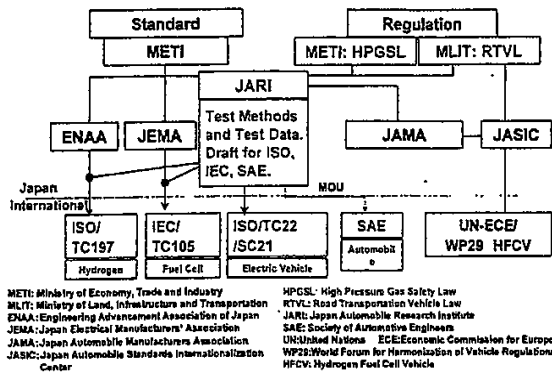 Standard
METI
Regulation
METI: HPGSL
MLIT: RTVL
JARI
Test Methods
and Test Data.
Draft for ISO,
IEC, SAE.
ENAA
JEMA
JAMA
JASIC
Japan
International
MOU
ISO/
TC197
Hydrogen
IEC/
TC105
Fuel Cell
ISO/TC22
/SC21
Electric Vehicle
SAE
Automobil
e
UN-ECE/
WP29 HFCV
METI: Ministry of Economy, Trade and Industry
MLIT: Ministry of Land, Infrastructure and Transportation
ENAA: Engineering Advancement Association of Japan
JEMA: Japan Electrical Manufacturers' Association
JAMA: Japan Automobile Manufacturers Association
JASIC: Japan Automobile Standards Internationalization
Center
HPGSL: High Pressure Gas Safety Law
RTVL: Road Transportation Vehicle Law
JARI: Japan Automobile Research Institute
SAE: Society of Automotive Engineers
UN: United Nations ECE: Economic Commission for Europe
WP29: World Forum for Harmonization of Vehicle Regulations
HFCV: Hydrogen Fuel Cell Vehicle